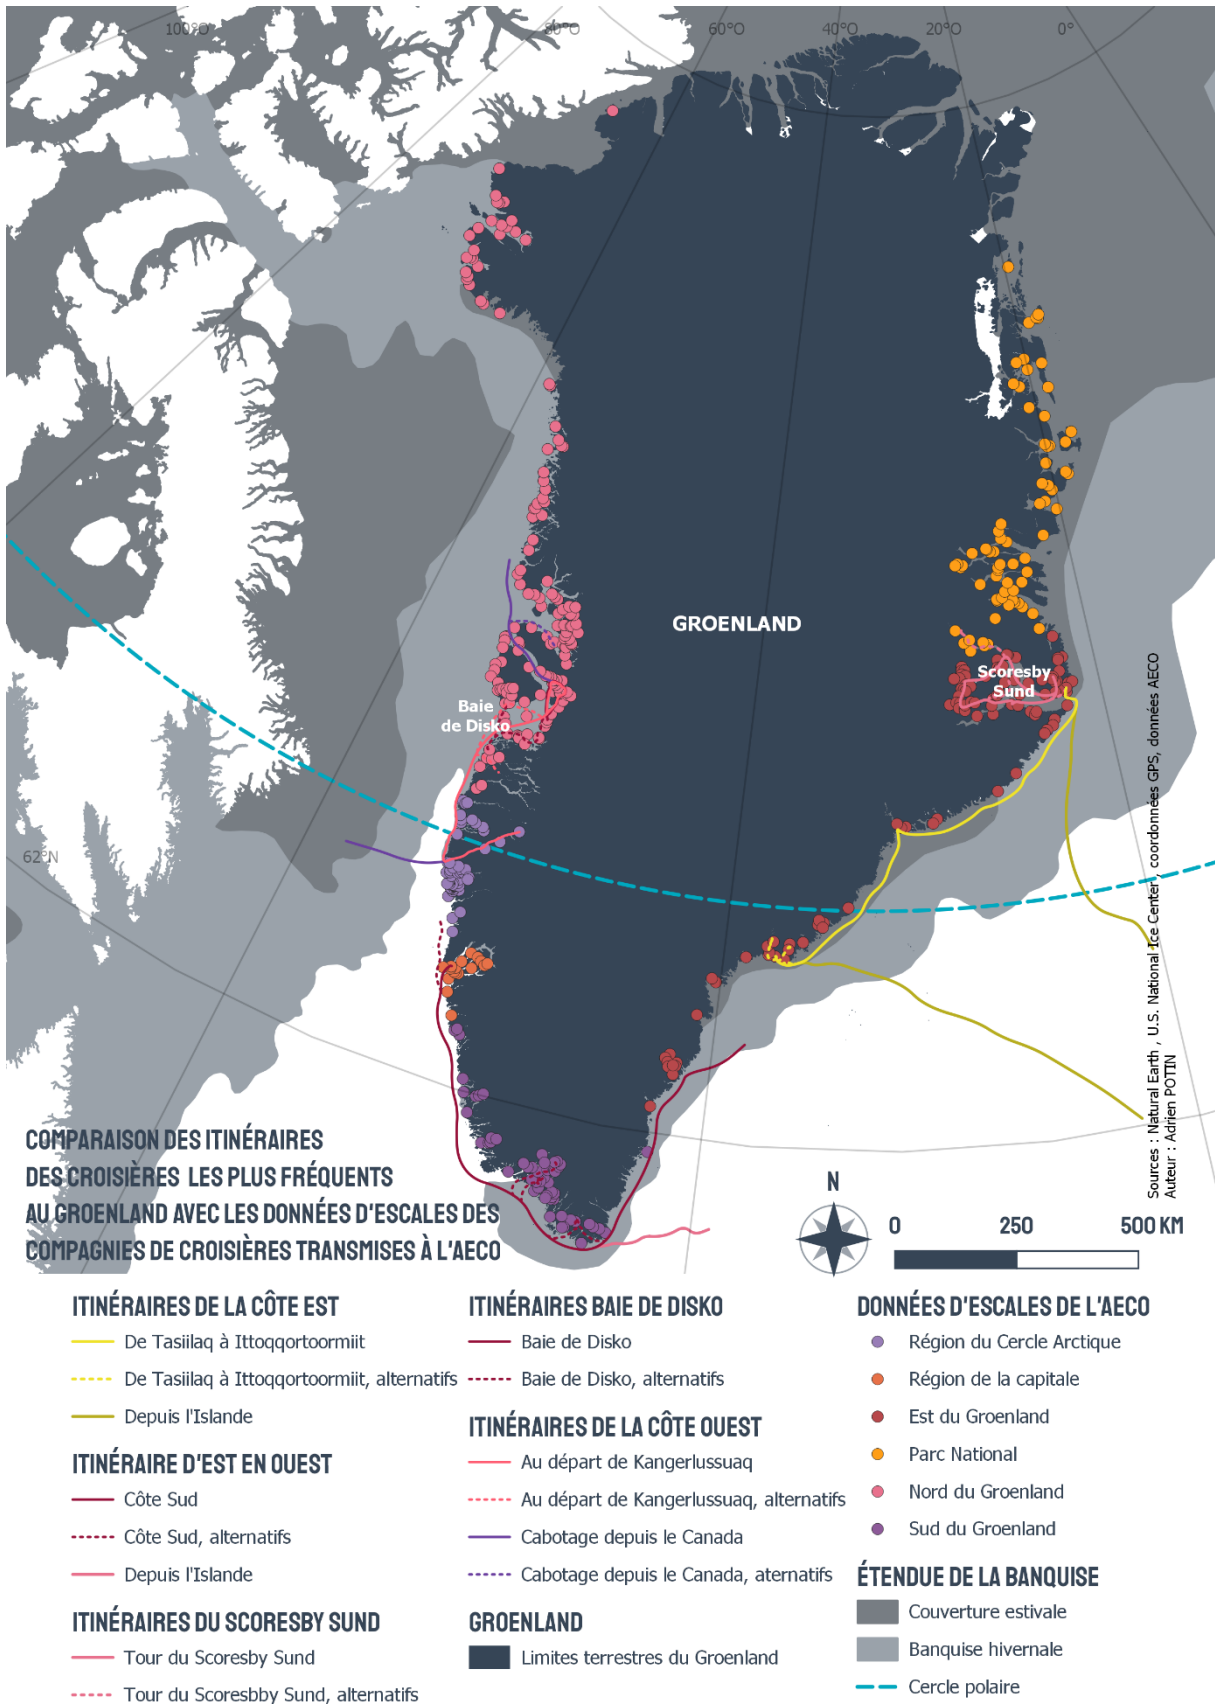 100°O
80°O
60°O
40°O
20°O
0°
GROENLAND
Scoresby
Sund
Baie
de Disko
62°N
Sources : Natural Earth , U.S. National Ice Center , coordonnées GPS, données AECO
Auteur : Adrien POTIN
COMPARAISON DES ITINÉRAIRES
DES CROISIÈRES LES PLUS FRÉQUENTS
AU GROENLAND AVEC LES DONNÉES D'ESCALES DES
COMPAGNIES DE CROISIÈRES TRANSMISES À L'AECO
N
0 250 500 KM
ITINÉRAIRES DE LA CÔTE EST
De Tasiilaq à Ittoqqortoormiit
De Tasiilaq à Ittoqqortoormiit, alternatifs
Depuis l'Islande
ITINÉRAIRE D'EST EN OUEST
Côte Sud
Côte Sud, alternatifs
Depuis l'Islande
ITINÉRAIRES DU SCORESBY SUND
Tour du Scoresby Sund
Tour du Scoresbby Sund, alternatifs
ITINÉRAIRES BAIE DE DISKO
Baie de Disko
Baie de Disko, alternatifs
ITINÉRAIRES DE LA CÔTE OUEST
Au départ de Kangerlussuaq
Au départ de Kangerlussuaq, alternatifs
Cabotage depuis le Canada
Cabotage depuis le Canada, aternatifs
GROENLAND
Limites terrestres du Groenland
DONNÉES D'ESCALES DE L'AECO
Région du Cercle Arctique
Région de la capitale
Est du Groenland
Parc National
Nord du Groenland
Sud du Groenland
ÉTENDUE DE LA BANQUISE
Couverture estivale
Banquise hivernale
Cercle polaire